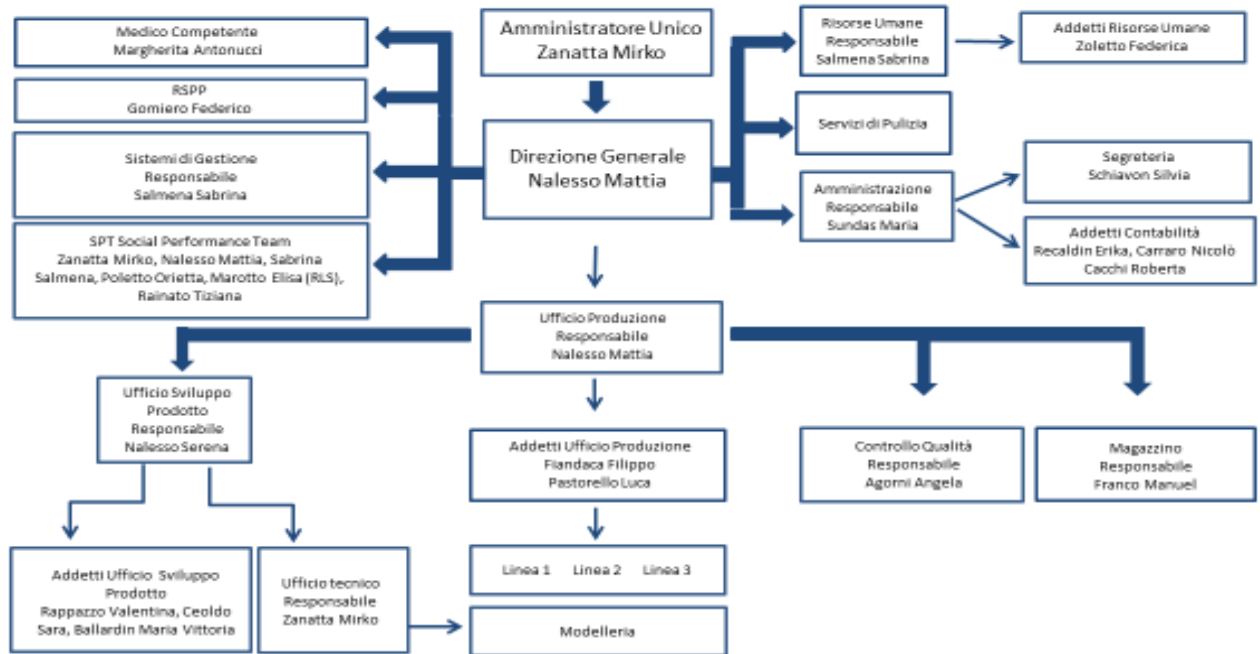 Medico Competente
Margherita Antonucci
Amministratore Unico
Zanatta Mirko
Risorse Umane
Responsabile
Salmena Sabrina
Addetti Risorse Umane
Zoletto Federica
RSPP
Gomiero Federico
Servizi di Pulizia
Sistemi di Gestione
Responsabile
Salmena Sabrina
Direzione Generale
Nalesso Mattia
Segreteria
Schiavon Silvia
Amministrazione
Responsabile
Sundas Maria
SPT Social Performance Team
Zanatta Mirko, Nalesso Mattia, Sabrina
Salmena, Poletto Orietta, Marotto Elisa (RLS),
Rainato Tiziana
Addetti Contabilità
Recaldin Erika, Carraro Nicolò
Cacchi Roberta
Ufficio Produzione
Responsabile
Nalesso Mattia
Ufficio Sviluppo
Prodotto
Responsabile
Nalesso Serena
Addetti Ufficio Produzione
Fiandaca Filippo
Pastorello Luca
Controllo Qualità
Responsabile
Agorni Angela
Magazzino
Responsabile
Franco Manuel
Addetti Ufficio Sviluppo
Prodotto
Rappazzo Valentina, Ceoldo
Sara, Ballardin Maria Vittoria
Ufficio tecnico
Responsabile
Zanatta Mirko
Linea 1 Linea 2 Linea 3
Modelleria